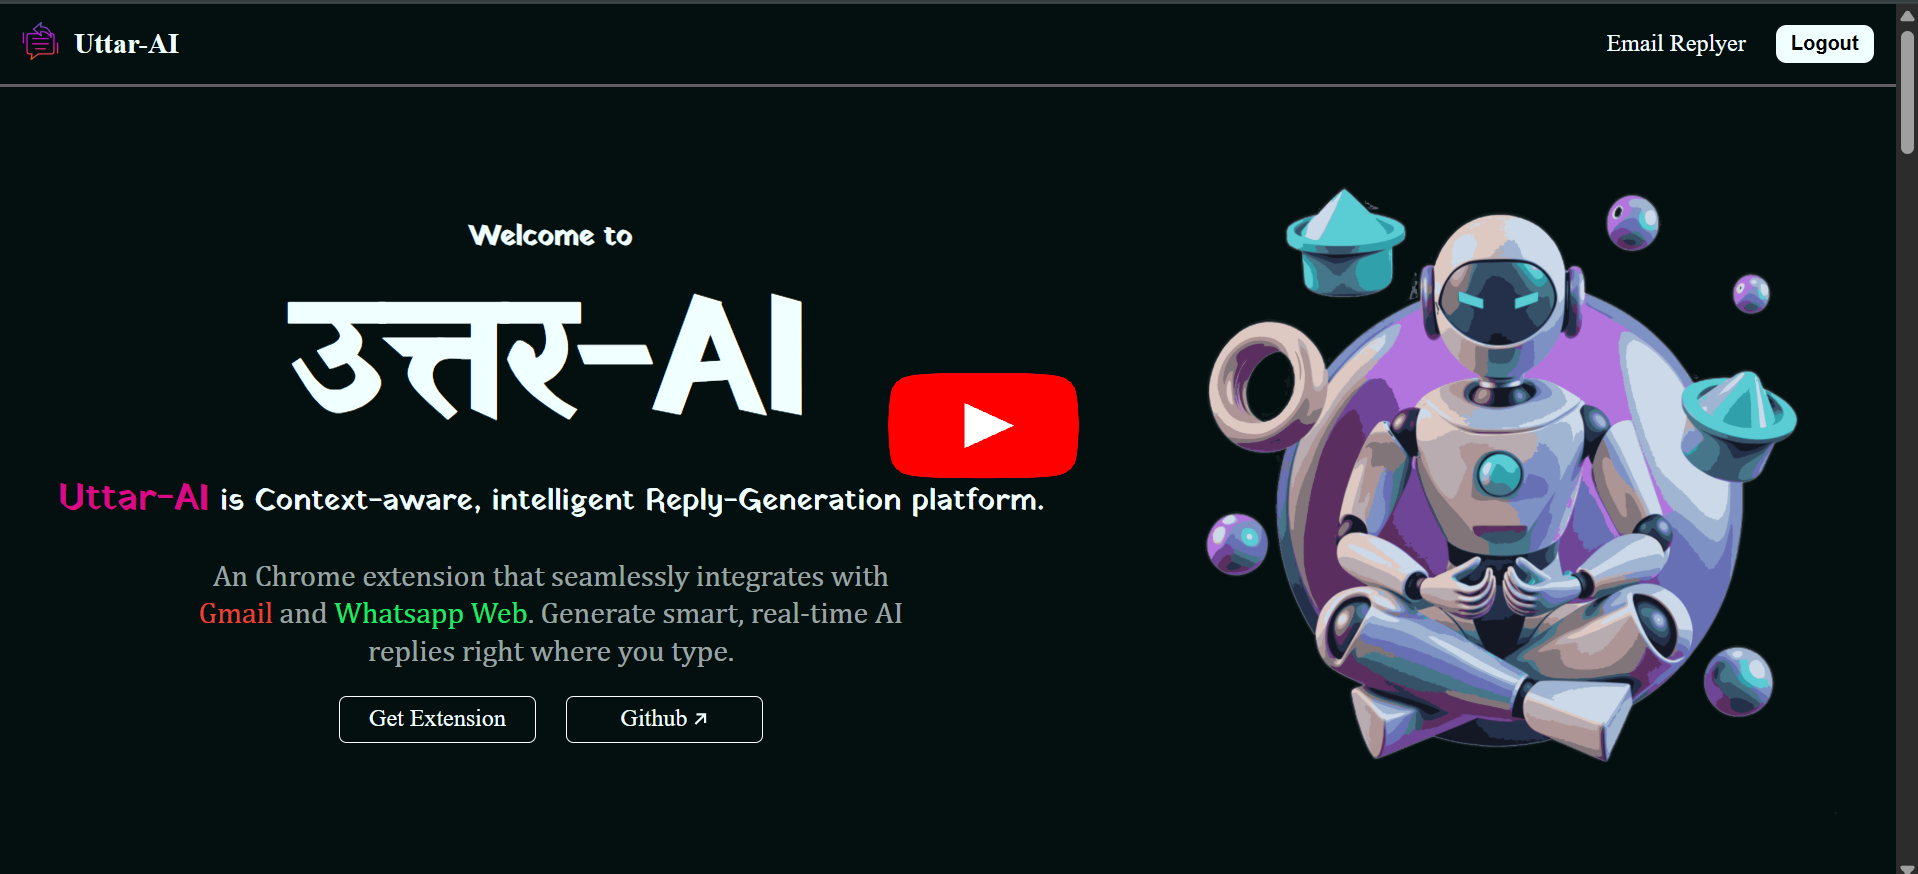 Uttar-AI
Email Replyer
Logout
Welcome to
उत्तर-AI
Uttar-AI is Context-aware, intelligent Reply-Generation platform.
An Chrome extension that seamlessly integrates with
Gmail and Whatsapp Web. Generate smart, real-time AI
replies right where you type.
Get Extension
Github ↗